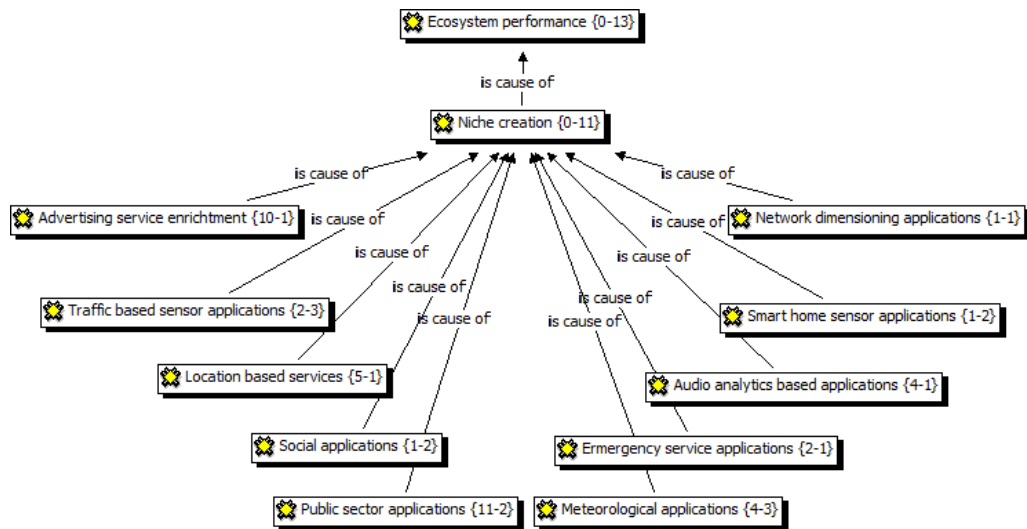 Ecosystem performance {0-13}
is cause of
Niche creation {0-11}
is cause of
is cause of
Advertising service enrichtment {10-1}
is cause of
is cause of
Network dimensioning applications {1-1}
is cause of
is cause of
is cause of
is cause of
Traffic based sensor applications {2-3}
is cause of
is cause of
Smart home sensor applications {1-2}
Location based services {5-1}
Audio analytics based applications {4-1}
Social applications {1-2}
Ermergency service applications {2-1}
Public sector applications {11-2}
Meteorological applications {4-3}